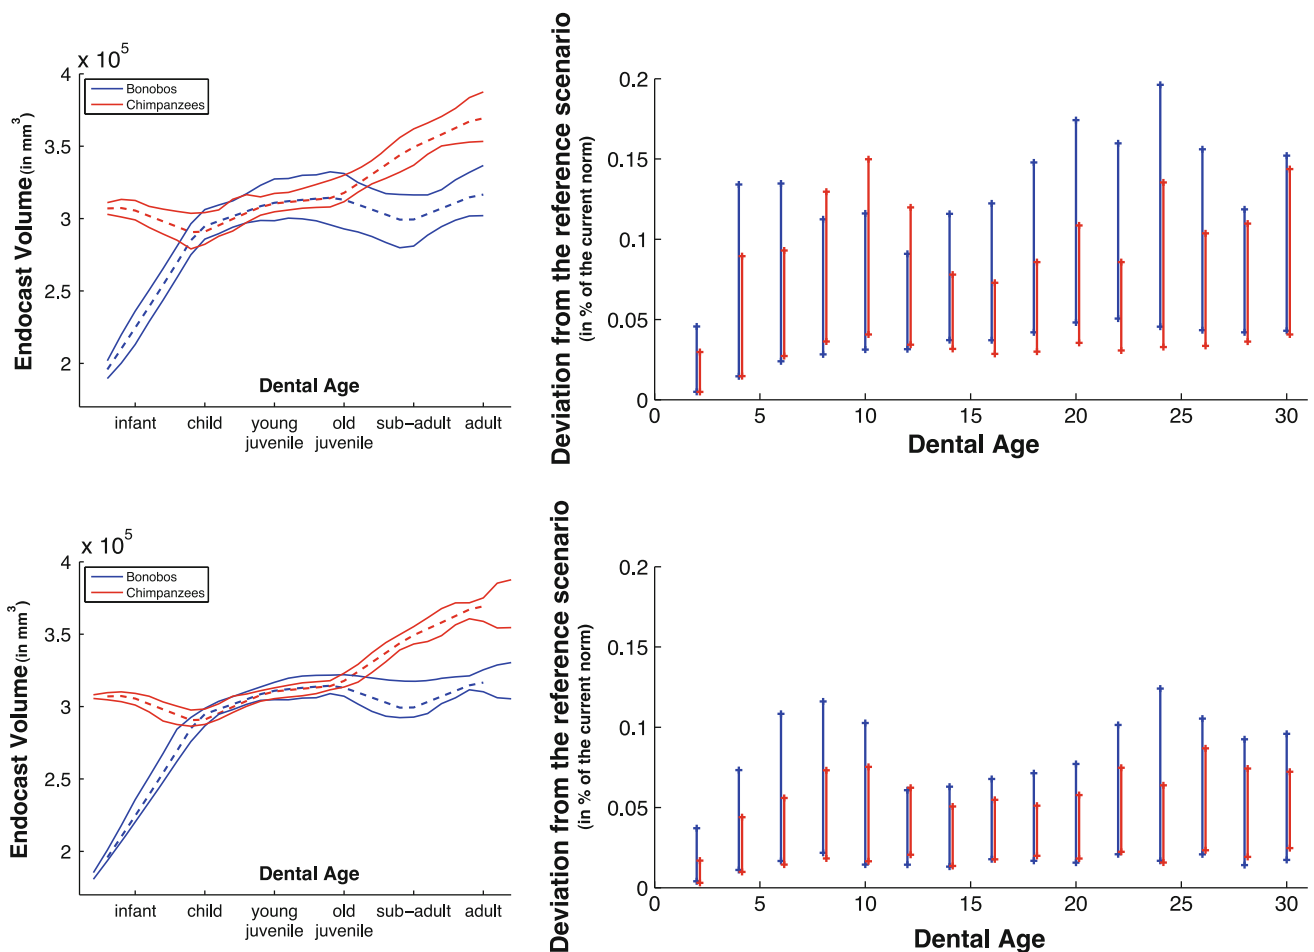 x 10^5
4
3.5
3
2.5
2
Endocast Volume (in mm^3)
Bonobos
Chimpanzees
Dental Age
infant child young old sub-adult adult
juvenile juvenile
Deviation from the reference scenario
(in % of the current norm)
0.2
0.15
0.1
0.05
0
0 5 10 15 20 25 30
Dental Age
x 10^5
4
3.5
3
2.5
2
Endocast Volume (in mm^3)
Bonobos
Chimpanzees
Dental Age
infant child young old sub-adult adult
juvenile juvenile
Deviation from the reference scenario
(in % of the current norm)
0.2
0.15
0.1
0.05
0
0 5 10 15 20 25 30
Dental Age